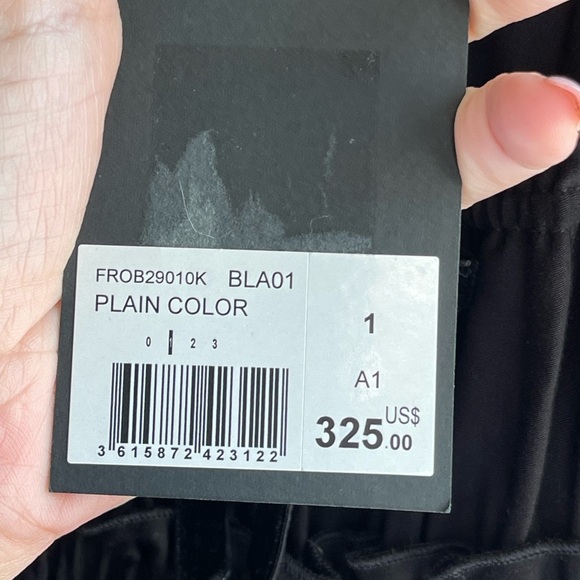 FROB29010K BLA01
PLAIN COLOR
0 1 2 3
3 615872 423122
1
A1
US$
325.00